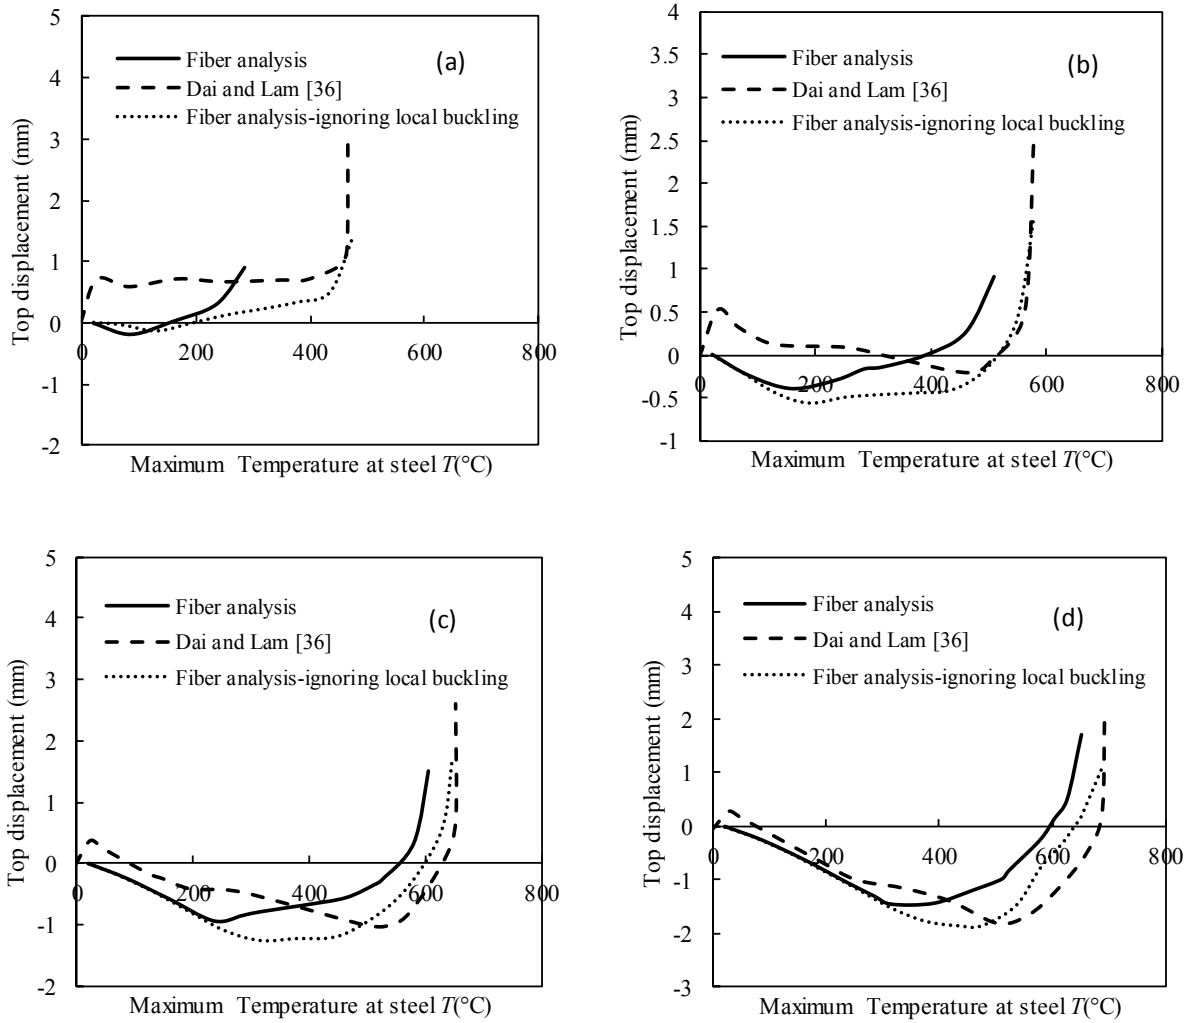 5
4
3
2
1
0
-1
-2
Top displacement (mm)
Fiber analysis
Dai and Lam [36]
Fiber analysis-ignoring local buckling
(a)
0 200 400 600 800
Maximum Temperature at steel T(°C)
4
3.5
3
2.5
2
1.5
1
0.5
0
-0.5
-1
Top displacement (mm)
Fiber analysis
Dai and Lam [36]
Fiber analysis-ignoring local buckling
(b)
0 200 400 600 800
Maximum Temperature at steel T(°C)
5
4
3
2
1
0
-1
-2
Top displacement (mm)
Fiber analysis
Dai and Lam [36]
Fiber analysis-ignoring local buckling
(c)
0 200 400 600 800
Maximum Temperature at steel T(°C)
5
4
3
2
1
0
-1
-2
-3
Top displacement (mm)
Fiber analysis
Dai and Lam [36]
Fiber analysis-ignoring local buckling
(d)
0 200 400 600 800
Maximum Temperature at steel T(°C)